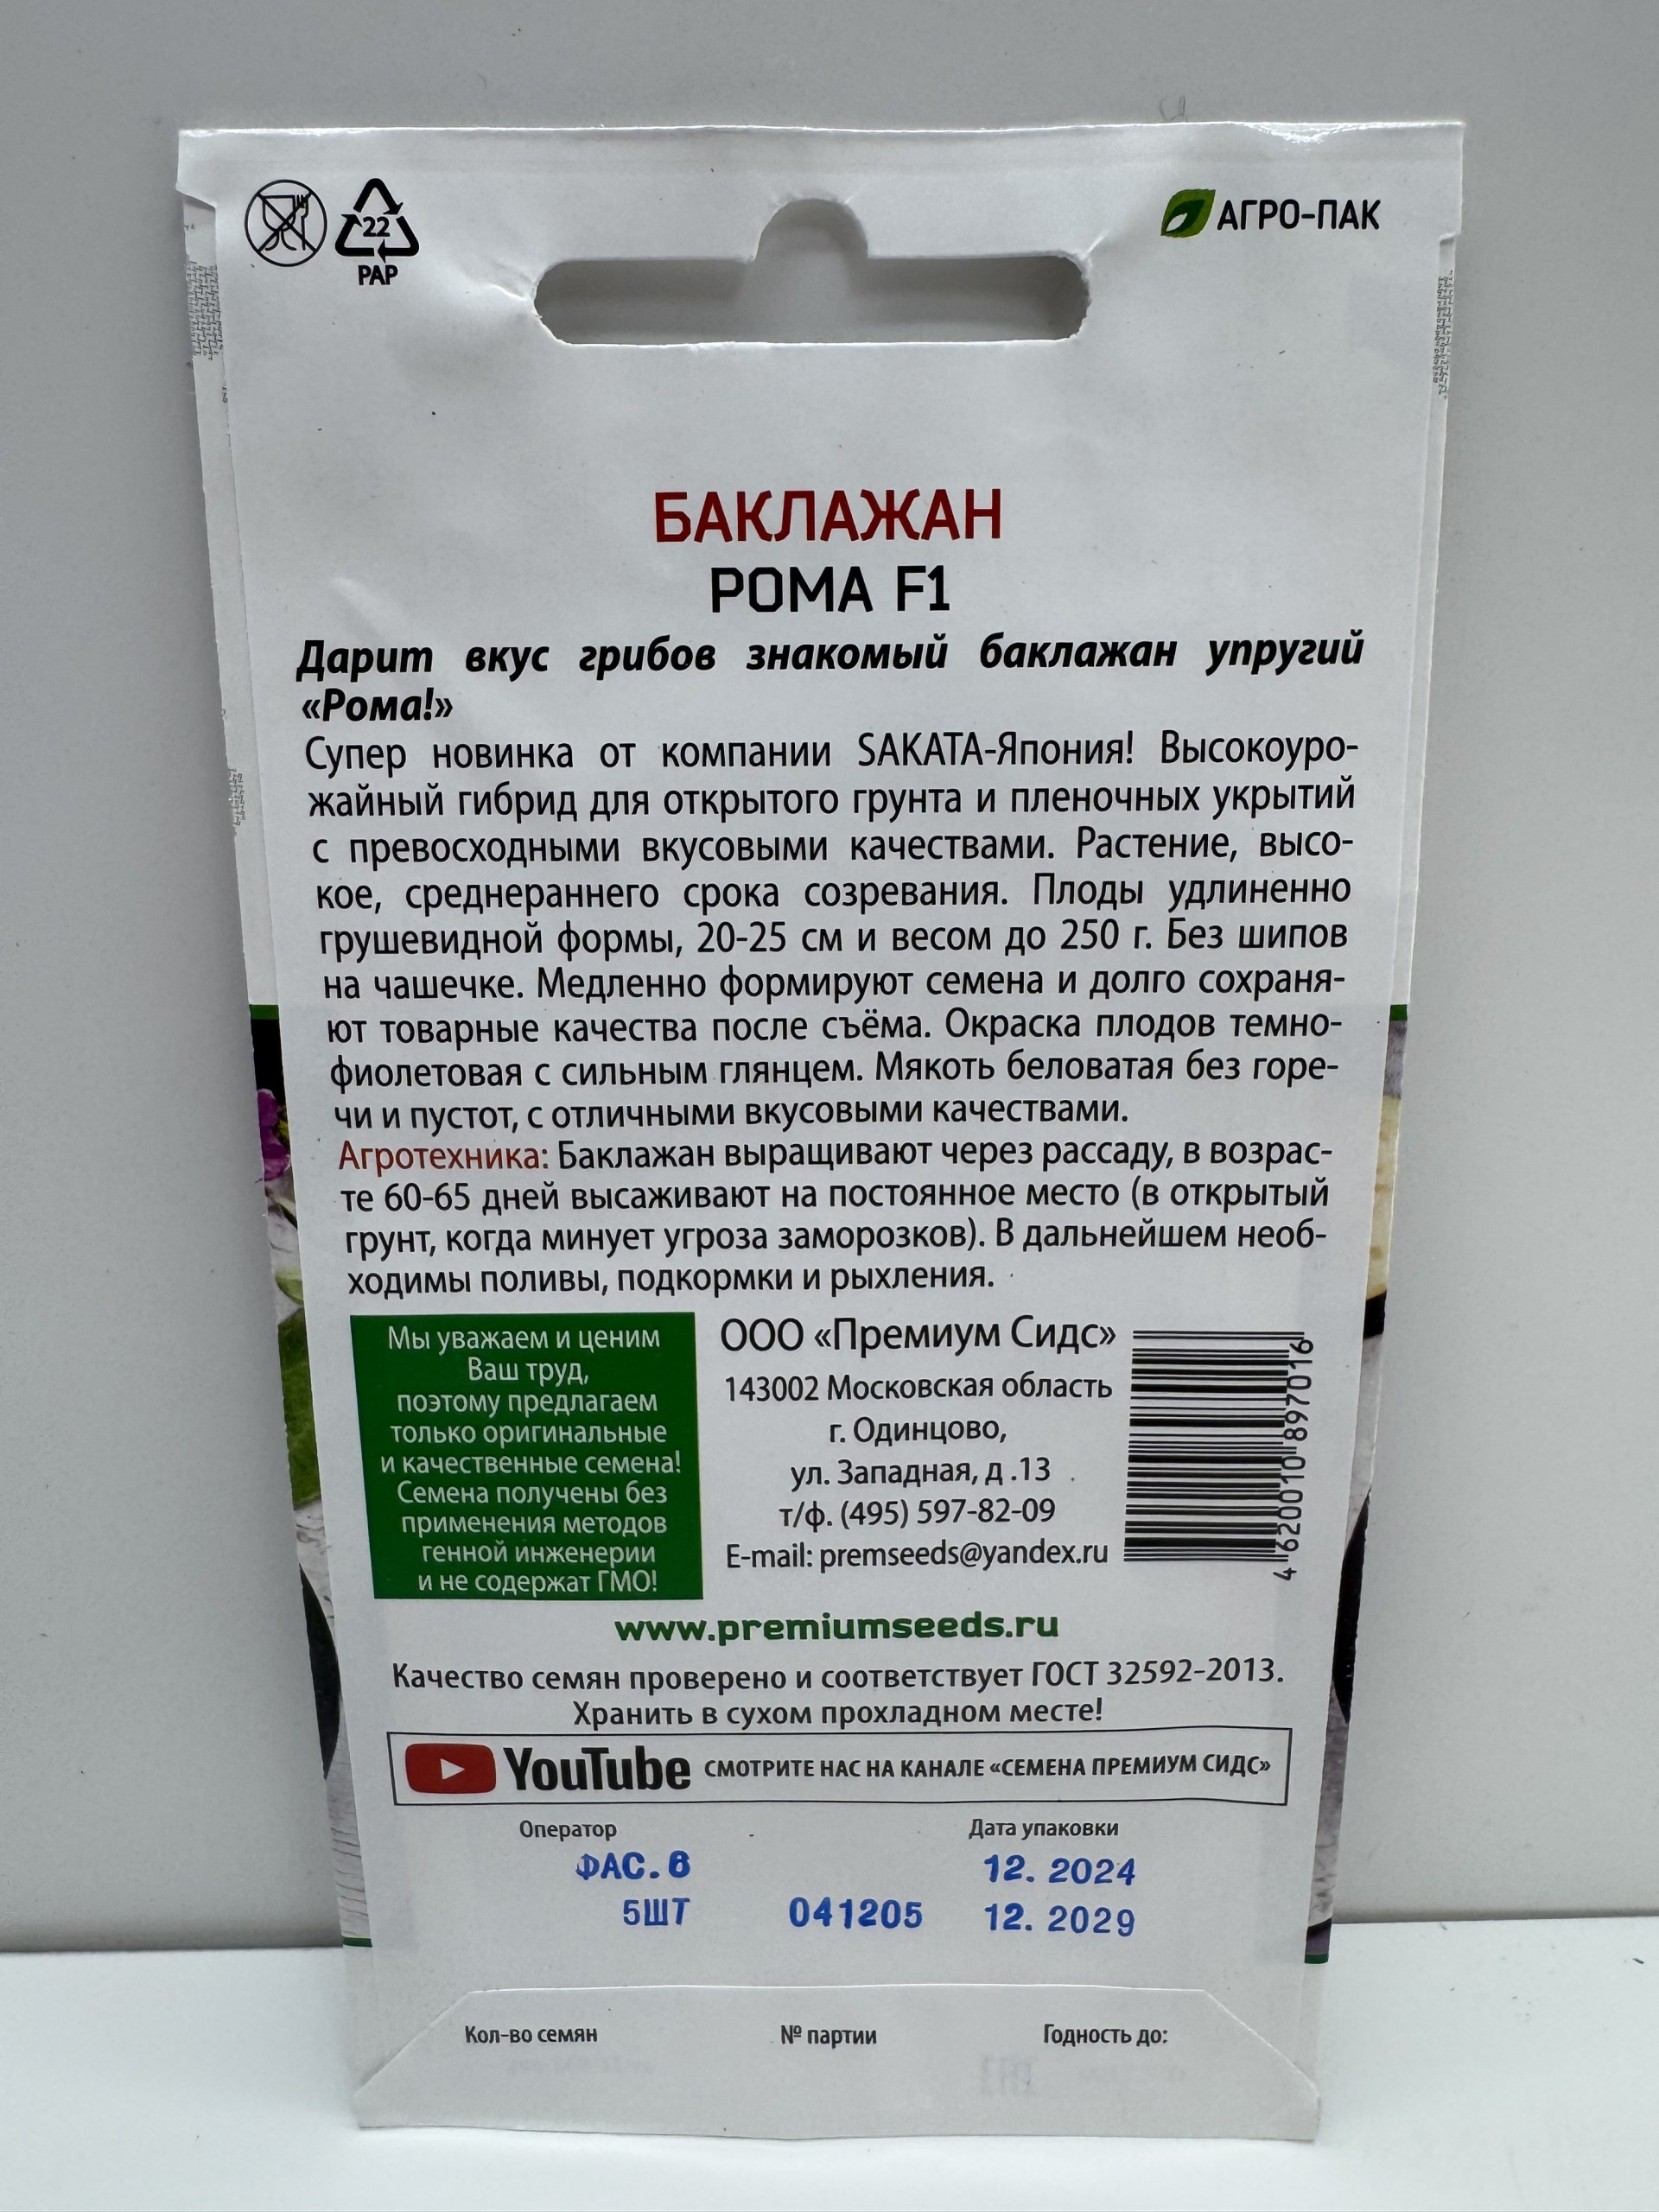 22
PAP
АГРО-ПАК
БАКЛАЖАН
РОМА F1
Дарит вкус грибов знакомый баклажан упругий
«Рома!»
Супер новинка от компании SAKATA-Япония! Высокоуро-
жайный гибрид для открытого грунта и пленочных укрытий
с превосходными вкусовыми качествами. Растение, высо-
кое, среднераннего срока созревания. Плоды удлиненно
грушевидной формы, 20-25 см и весом до 250 г. Без шипов
на чашечке. Медленно формируют семена и долго сохраня-
ют товарные качества после съёма. Окраска плодов темно-
фиолетовая с сильным глянцем. Мякоть беловатая без горе-
чи и пустот, с отличными вкусовыми качествами.
Агротехника: Баклажан выращивают через рассаду, в возрас-
те 60-65 дней высаживают на постоянное место (в открытый
грунт, когда минует угроза заморозков). В дальнейшем необ-
ходимы поливы, подкормки и рыхления.
Мы уважаем и ценим
Ваш труд,
поэтому предлагаем
только оригинальные
и качественные семена!
Семена получены без
применения методов
генной инженерии
и не содержат ГМО!
ООО «Премиум Сидс»
143002 Московская область
г. Одинцово,
ул. Западная, д .13
т/ф. (495) 597-82-09
E-mail: premseeds@yandex.ru
4 620010 897016
www.premiumseeds.ru
Качество семян проверено и соответствует ГОСТ 32592-2013.
Хранить в сухом прохладном месте!
YouTube СМОТРИТЕ НАС НА КАНАЛЕ «СЕМЕНА ПРЕМИУМ СИДС»
Оператор Дата упаковки
ФАС. 6 12. 2024
5ШТ 041205 12. 2029
Кол-во семян № партии Годность до: